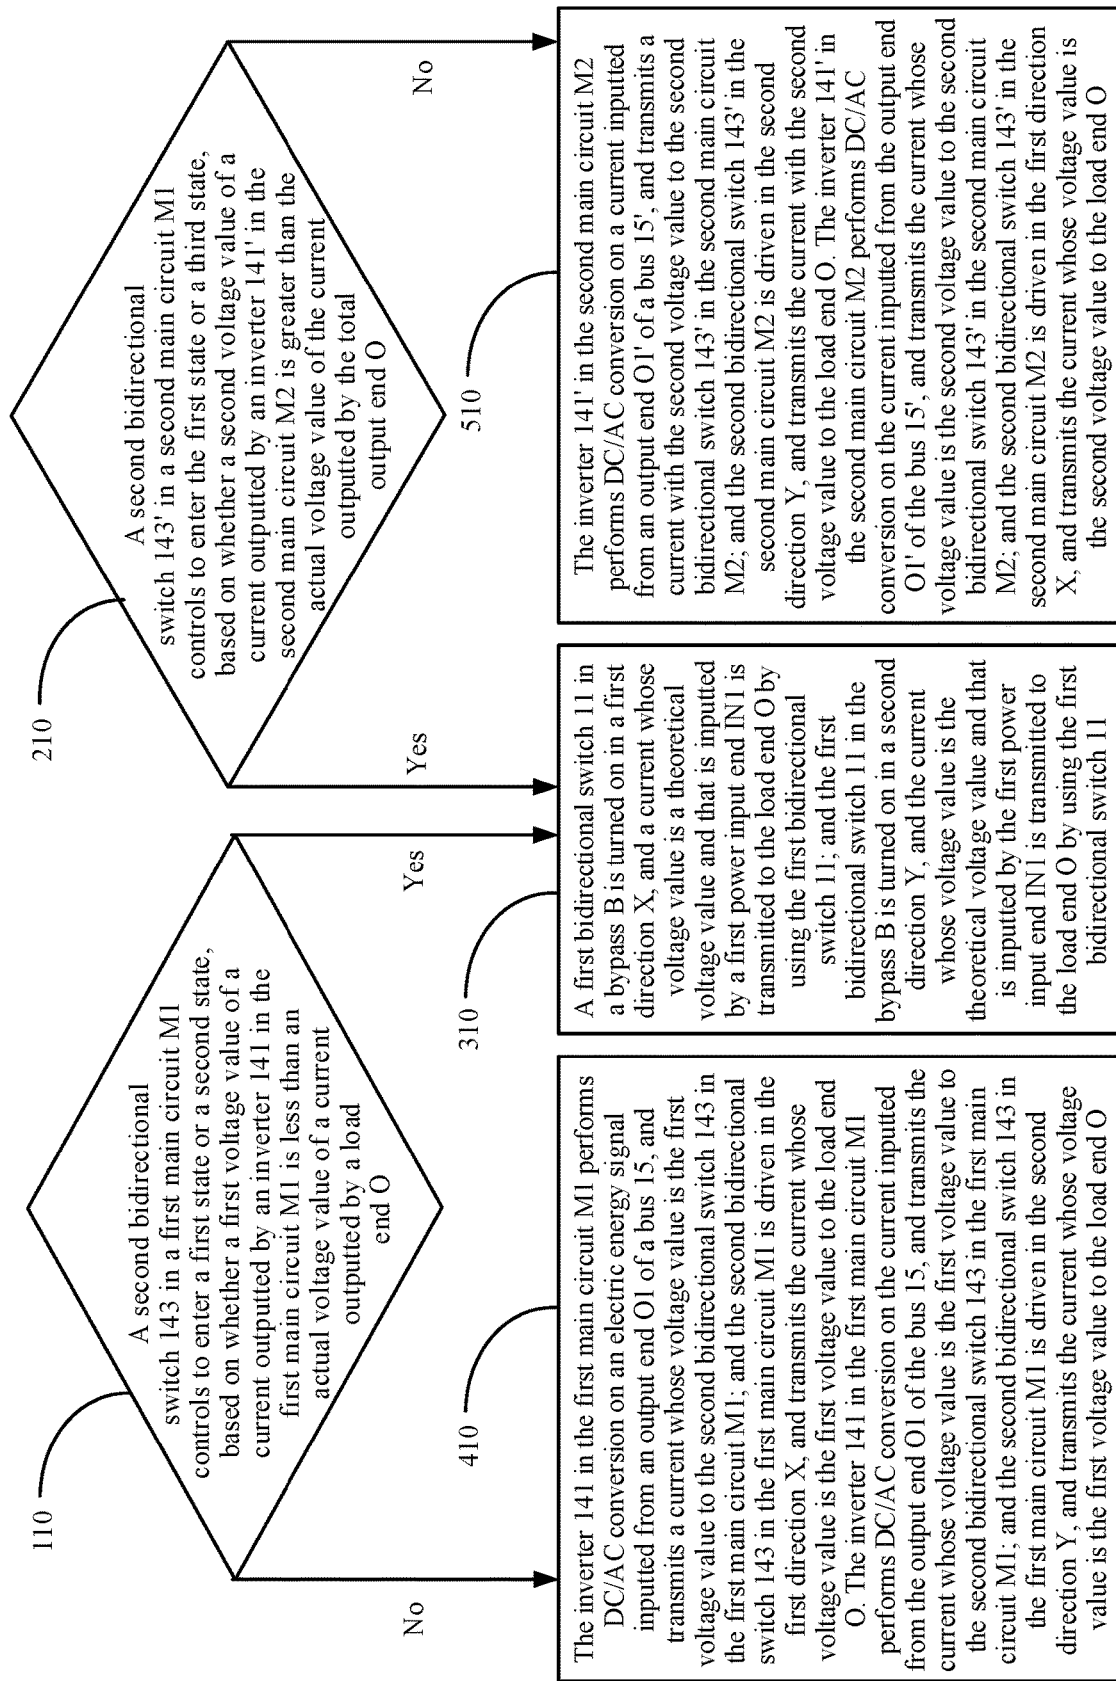 110
A second bidirectional
switch 143 in a first main circuit M1
controls to enter a first state or a second state,
based on whether a first voltage value of a
current outputted by an inverter 141 in the
first main circuit M1 is less than an
actual voltage value of a current
outputted by a load
end O
No
Yes
210
A second bidirectional
switch 143' in a second main circuit M1
controls to enter the first state or a third state,
based on whether a second voltage value of a
current outputted by an inverter 141' in the
second main circuit M2 is greater than the
actual voltage value of the current
outputted by the total
output end O
Yes
No
410
The inverter 141 in the first main circuit M1 performs
DC/AC conversion on an electric energy signal
inputted from an output end O1 of a bus 15, and
transmits a current whose voltage value is the first
voltage value to the second bidirectional switch 143 in
the first main circuit M1; and the second bidirectional
switch 143 in the first main circuit M1 is driven in the
first direction X, and transmits the current whose
voltage value is the first voltage value to the load end
O. The inverter 141 in the first main circuit M1
performs DC/AC conversion on the current inputted
from the output end O1 of the bus 15, and transmits the
current whose voltage value is the first voltage value to
the second bidirectional switch 143 in the first main
circuit M1; and the second bidirectional switch 143 in
the first main circuit M1 is driven in the second
direction Y, and transmits the current whose voltage
value is the first voltage value to the load end O
310
A first bidirectional switch 11 in
a bypass B is turned on in a first
direction X, and a current whose
voltage value is a theoretical
voltage value and that is inputted
by a first power input end IN1 is
transmitted to the load end O by
using the first bidirectional
switch 11; and the first
bidirectional switch 11 in the
bypass B is turned on in a second
direction Y, and the current
whose voltage value is the
theoretical voltage value and that
is inputted by the first power
input end IN1 is transmitted to
the load end O by using the first
bidirectional switch 11
510
The inverter 141' in the second main circuit M2
performs DC/AC conversion on a current inputted
from an output end O1' of a bus 15', and transmits a
current with the second voltage value to the second
bidirectional switch 143' in the second main circuit
M2; and the second bidirectional switch 143' in the
second main circuit M2 is driven in the second
direction Y, and transmits the current with the second
voltage value to the load end O. The inverter 141' in
the second main circuit M2 performs DC/AC
conversion on the current inputted from the output end
O1' of the bus 15', and transmits the current whose
voltage value is the second voltage value to the second
bidirectional switch 143' in the second main circuit
M2; and the second bidirectional switch 143' in the
second main circuit M2 is driven in the first direction
X, and transmits the current whose voltage value is
the second voltage value to the load end O